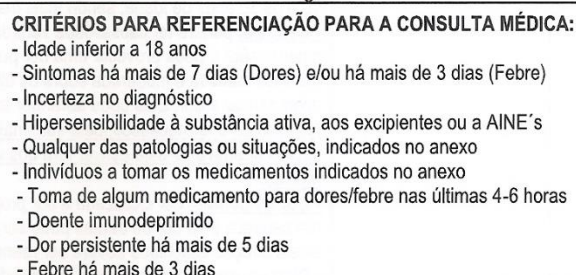 CRITÉRIOS PARA REFERENCIAÇÃO PARA A CONSULTA MÉDICA:
- Idade inferior a 18 anos
- Sintomas há mais de 7 dias (Dores) e/ou há mais de 3 dias (Febre)
- Incerteza no diagnóstico
- Hipersensibilidade à substância ativa, aos excipientes ou a AINE´s
- Qualquer das patologias ou situações, indicados no anexo
- Indivíduos a tomar os medicamentos indicados no anexo
- Toma de algum medicamento para dores/febre nas últimas 4-6 horas
- Doente imunodeprimido
- Dor persistente há mais de 5 dias
- Febre há mais de 3 dias